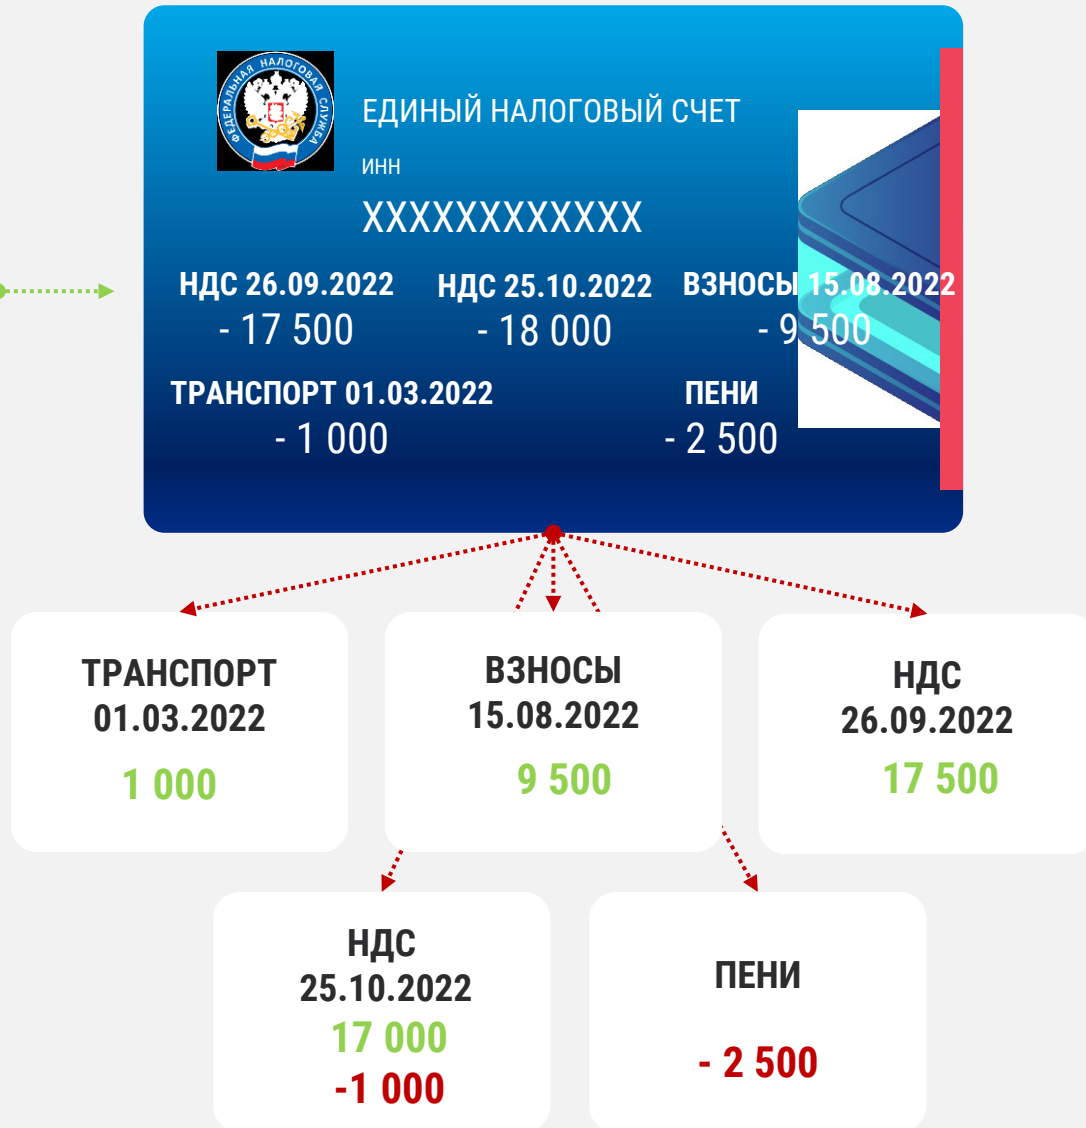 ФЕДЕРАЛЬНАЯ НАЛОГОВАЯ СЛУЖБА
ЕДИНЫЙ НАЛОГОВЫЙ СЧЕТ
ИНН
XXXXXXXXXXXX
НДС 26.09.2022 НДС 25.10.2022 ВЗНОСЫ 15.08.2022
- 17 500 - 18 000 - 9 500
ТРАНСПОРТ 01.03.2022 ПЕНИ
- 1 000 - 2 500
ТРАНСПОРТ
01.03.2022
1 000
ВЗНОСЫ
15.08.2022
9 500
НДС
26.09.2022
17 500
НДС
25.10.2022
17 000
-1 000
ПЕНИ
- 2 500